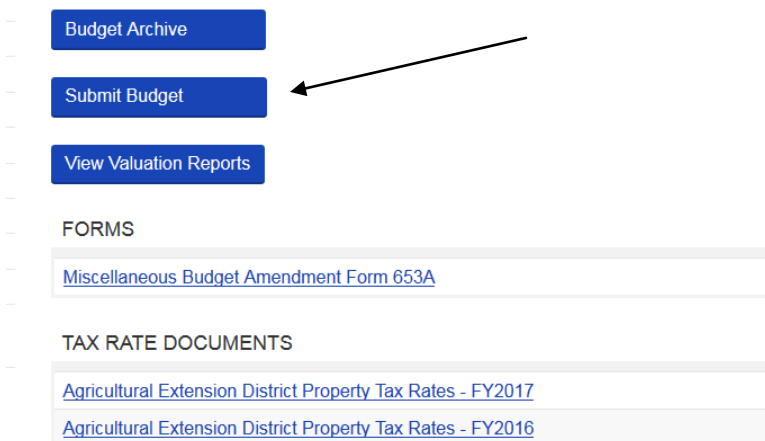 Budget Archive
Submit Budget
View Valuation Reports
FORMS
Miscellaneous Budget Amendment Form 653A
TAX RATE DOCUMENTS
Agricultural Extension District Property Tax Rates - FY2017
Agricultural Extension District Property Tax Rates - FY2016